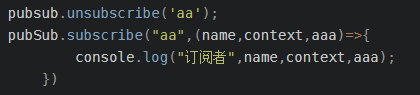 pubsub.unsubscribe('aa');
pubSub.subscribe("aa",(name,context,aaa)=>{
console.log("订阅者",name,context,aaa);
})